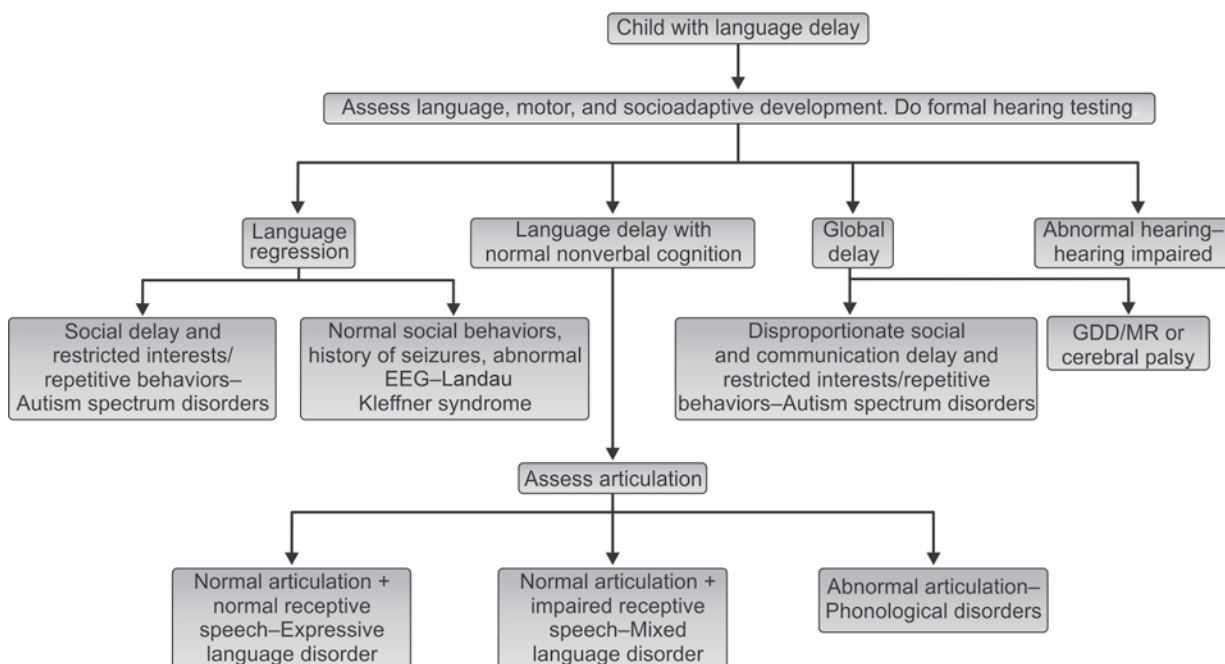 Child with language delay
Assess language, motor, and socioadaptive development. Do formal hearing testing
Language
regression
Language delay with
normal nonverbal cognition
Global
delay
Abnormal hearing–
hearing impaired
Social delay and
restricted interests/
repetitive behaviors–
Autism spectrum disorders
Normal social behaviors,
history of seizures, abnormal
EEG–Landau
Kleffner syndrome
Disproportionate social
and communication delay and
restricted interests/repetitive
behaviors–Autism spectrum disorders
GDD/MR or
cerebral palsy
Assess articulation
Normal articulation +
normal receptive
speech–Expressive
language disorder
Normal articulation +
impaired receptive
speech–Mixed
language disorder
Abnormal articulation–
Phonological disorders